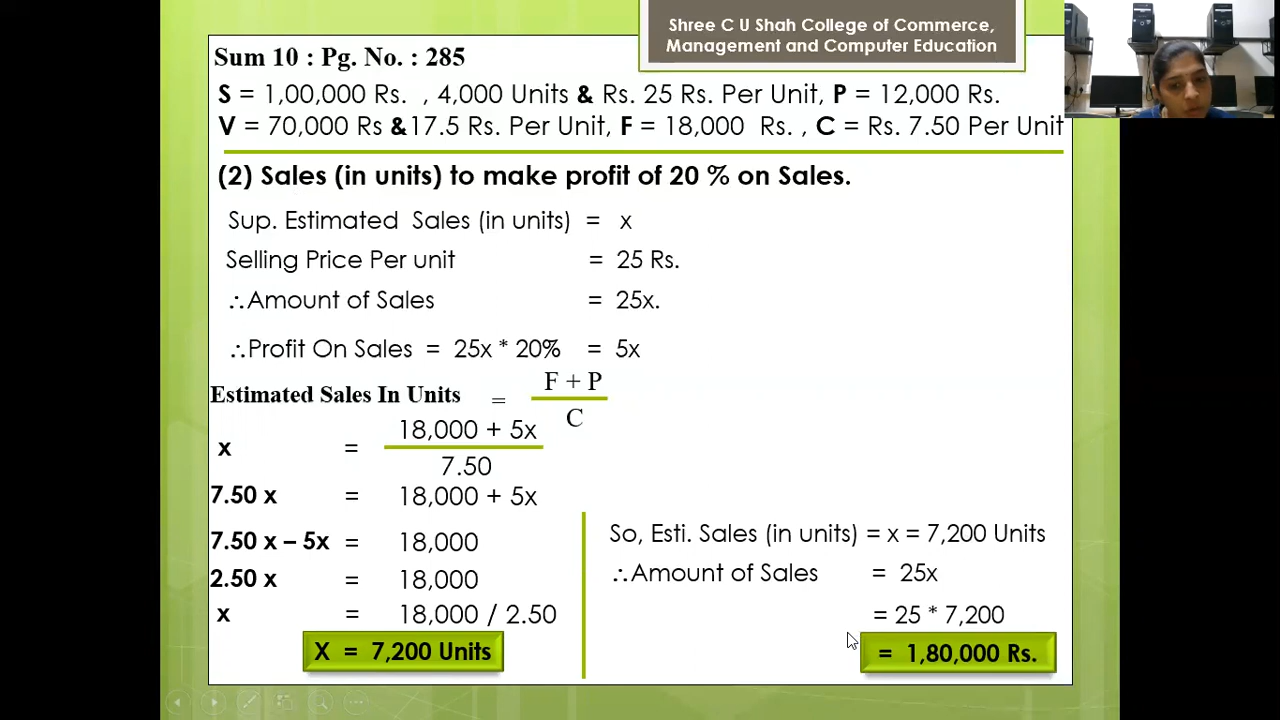 Shree C U Shah College of Commerce,
Management and Computer Education
Sum 10 : Pg. No. : 285
S = 1,00,000 Rs. , 4,000 Units & Rs. 25 Rs. Per Unit, P = 12,000 Rs.
V = 70,000 Rs &17.5 Rs. Per Unit, F = 18,000 Rs. , C = Rs. 7.50 Per Unit
(2) Sales (in units) to make profit of 20 % on Sales.
Sup. Estimated Sales (in units) = x
Selling Price Per unit = 25 Rs.
∴Amount of Sales = 25x.
∴Profit On Sales = 25x * 20% = 5x
Estimated Sales In Units = F + P
C
x = 18,000 + 5x
7.50
7.50 x = 18,000 + 5x
7.50 x – 5x = 18,000
2.50 x = 18,000
x = 18,000 / 2.50
X = 7,200 Units
So, Esti. Sales (in units) = x = 7,200 Units
∴Amount of Sales = 25x
= 25 * 7,200
= 1,80,000 Rs.